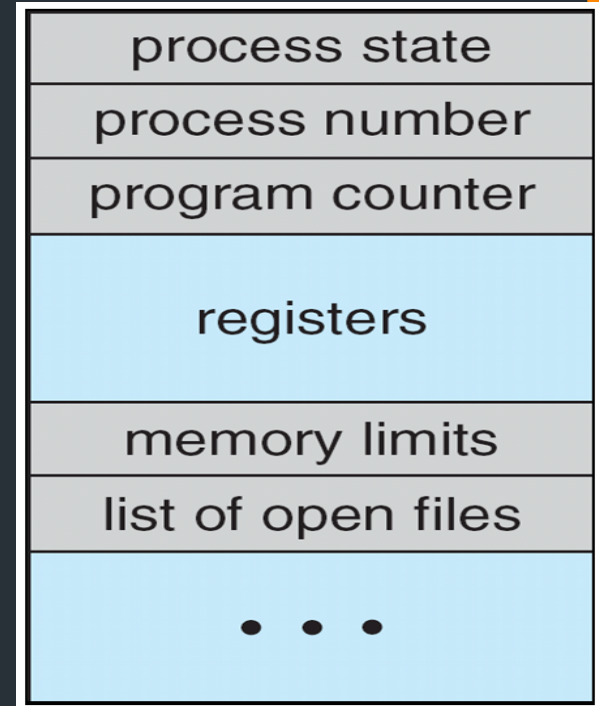 process state
process number
program counter
registers
memory limits
list of open files
• • •